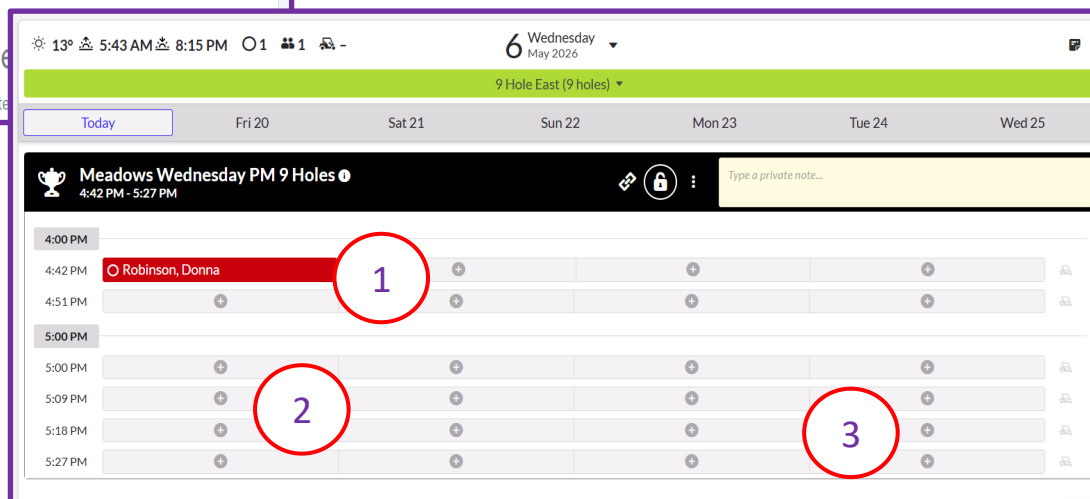 13° 5:43 AM 8:15 PM 1 1 –
6 Wednesday
May 2026
9 Hole East (9 holes)
Today Fri 20 Sat 21 Sun 22 Mon 23 Tue 24 Wed 25
Meadows Wednesday PM 9 Holes
4:42 PM - 5:27 PM
Type a private note...
4:00 PM
4:42 PM Robinson, Donna
1
4:51 PM
5:00 PM
5:00 PM
5:09 PM
2
5:18 PM
3
5:27 PM